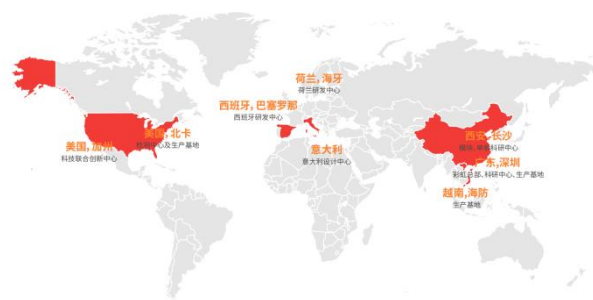 荷兰, 海牙
荷兰研发中心
西班牙, 巴塞罗那
西班牙研发中心
美国, 北卡
中心及生产基地
美国, 加州
科技联合创新中心
意大利
意大利设计中心
西安、长沙
科研中心
广东,深圳
彩虹总部、科研中心、生产基地
越南,海防
生产基地